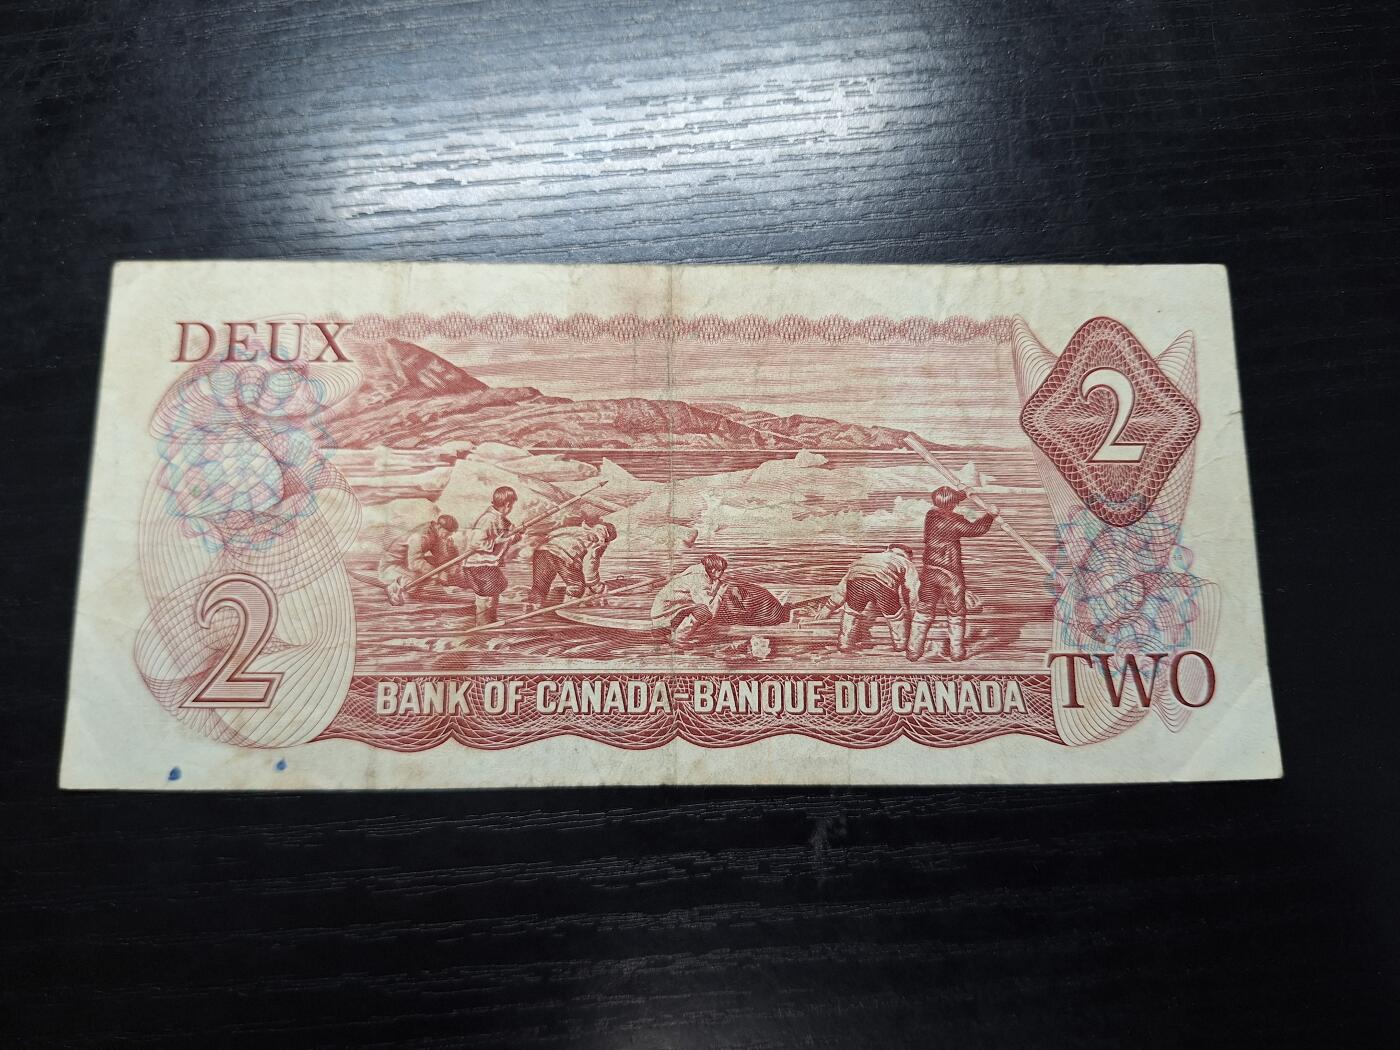 DEUX
2
2
BANK OF CANADA-BANQUE DU CANADA
TWO